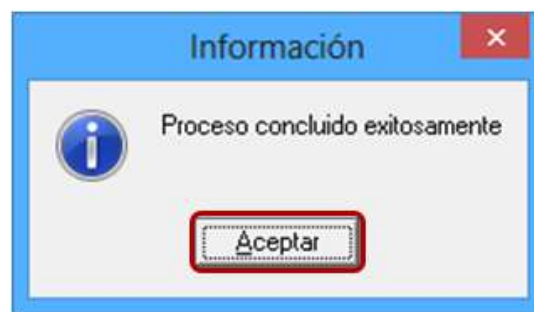 Información
Proceso concluido exitosamente
Aceptar